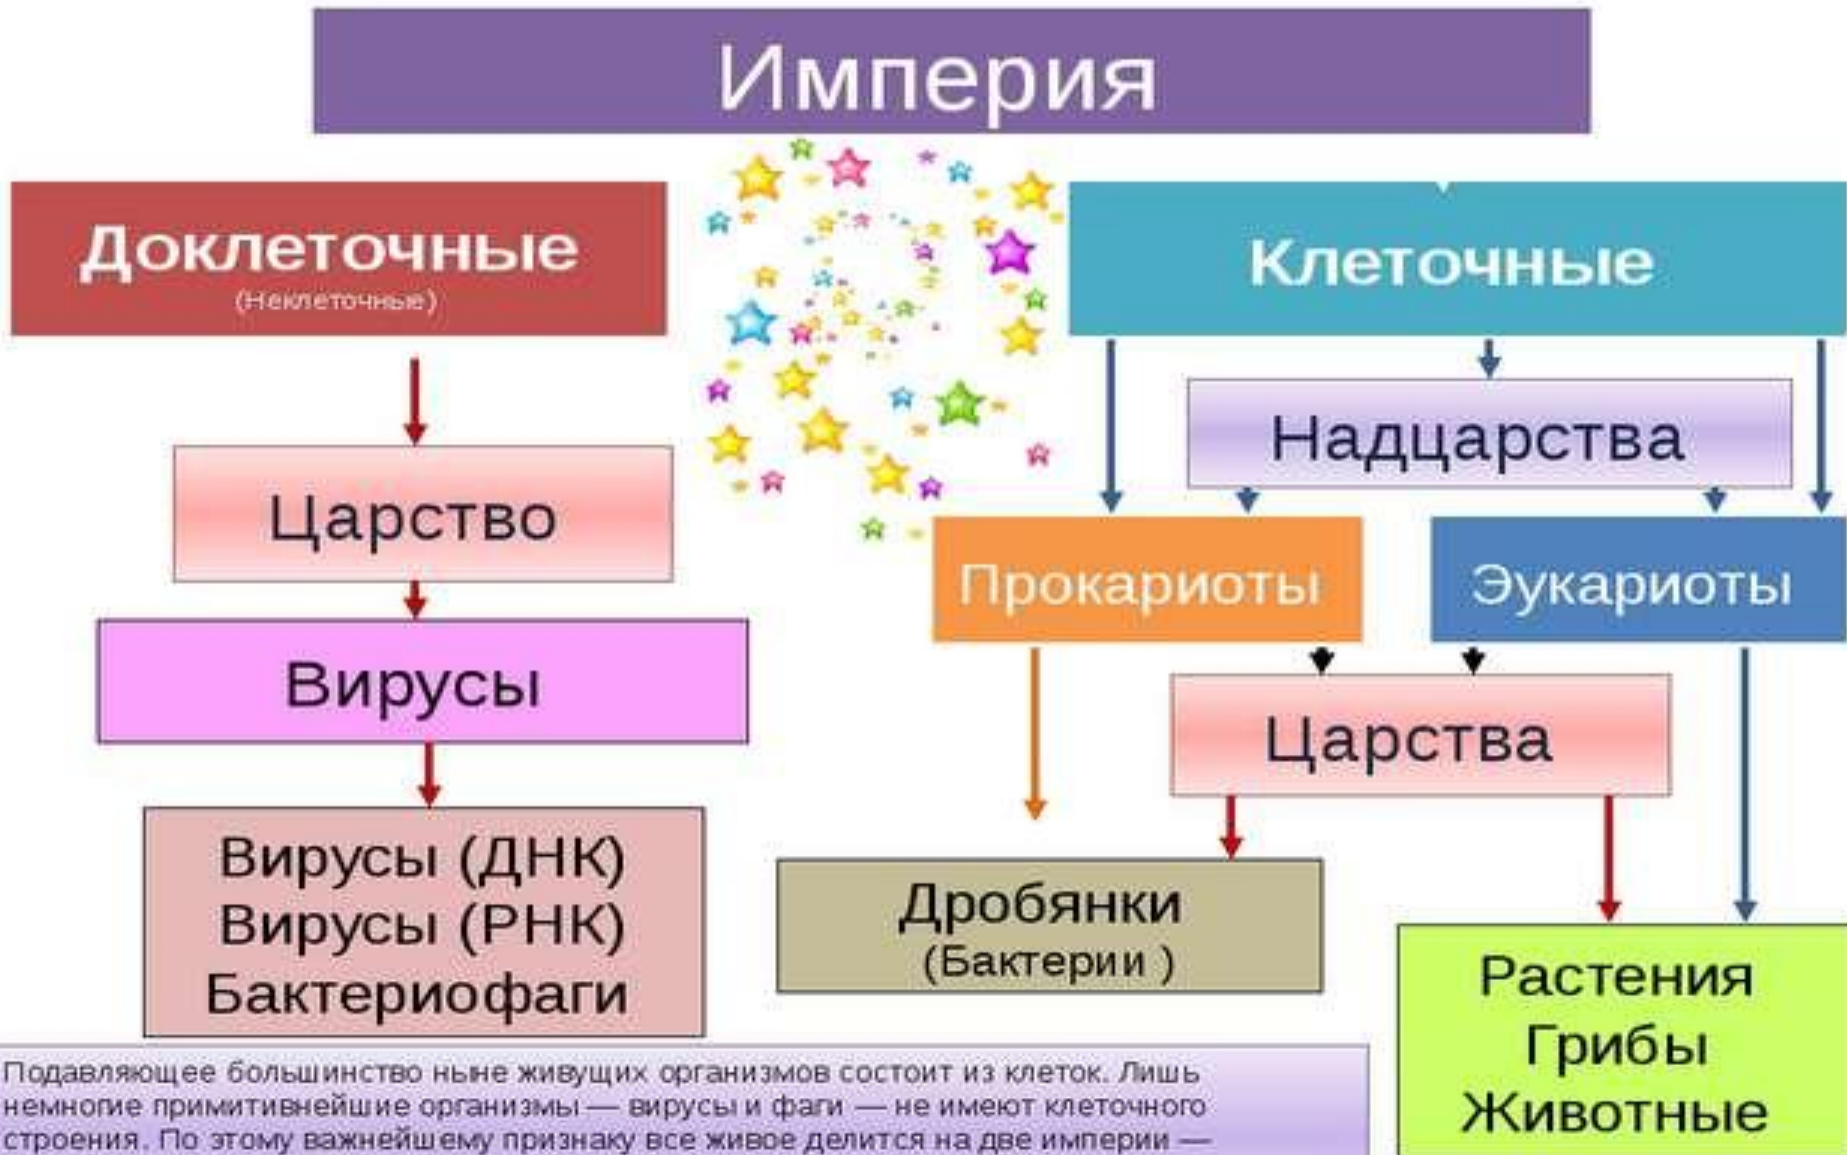 Империя
Доклеточные
(Неклеточные)
Клеточные
Царство
Надцарства
Вирусы
Прокариоты
Эукариоты
Царства
Вирусы (ДНК)
Вирусы (РНК)
Бактериофаги
Дробянки
(Бактерии )
Растения
Грибы
Животные
Подавляющее большинство ныне живущих организмов состоит из клеток. Лишь
немногие примитивнейшие организмы — вирусы и фаги — не имеют клеточного
строения. По этому важнейшему признаку все живое делится на две империи —